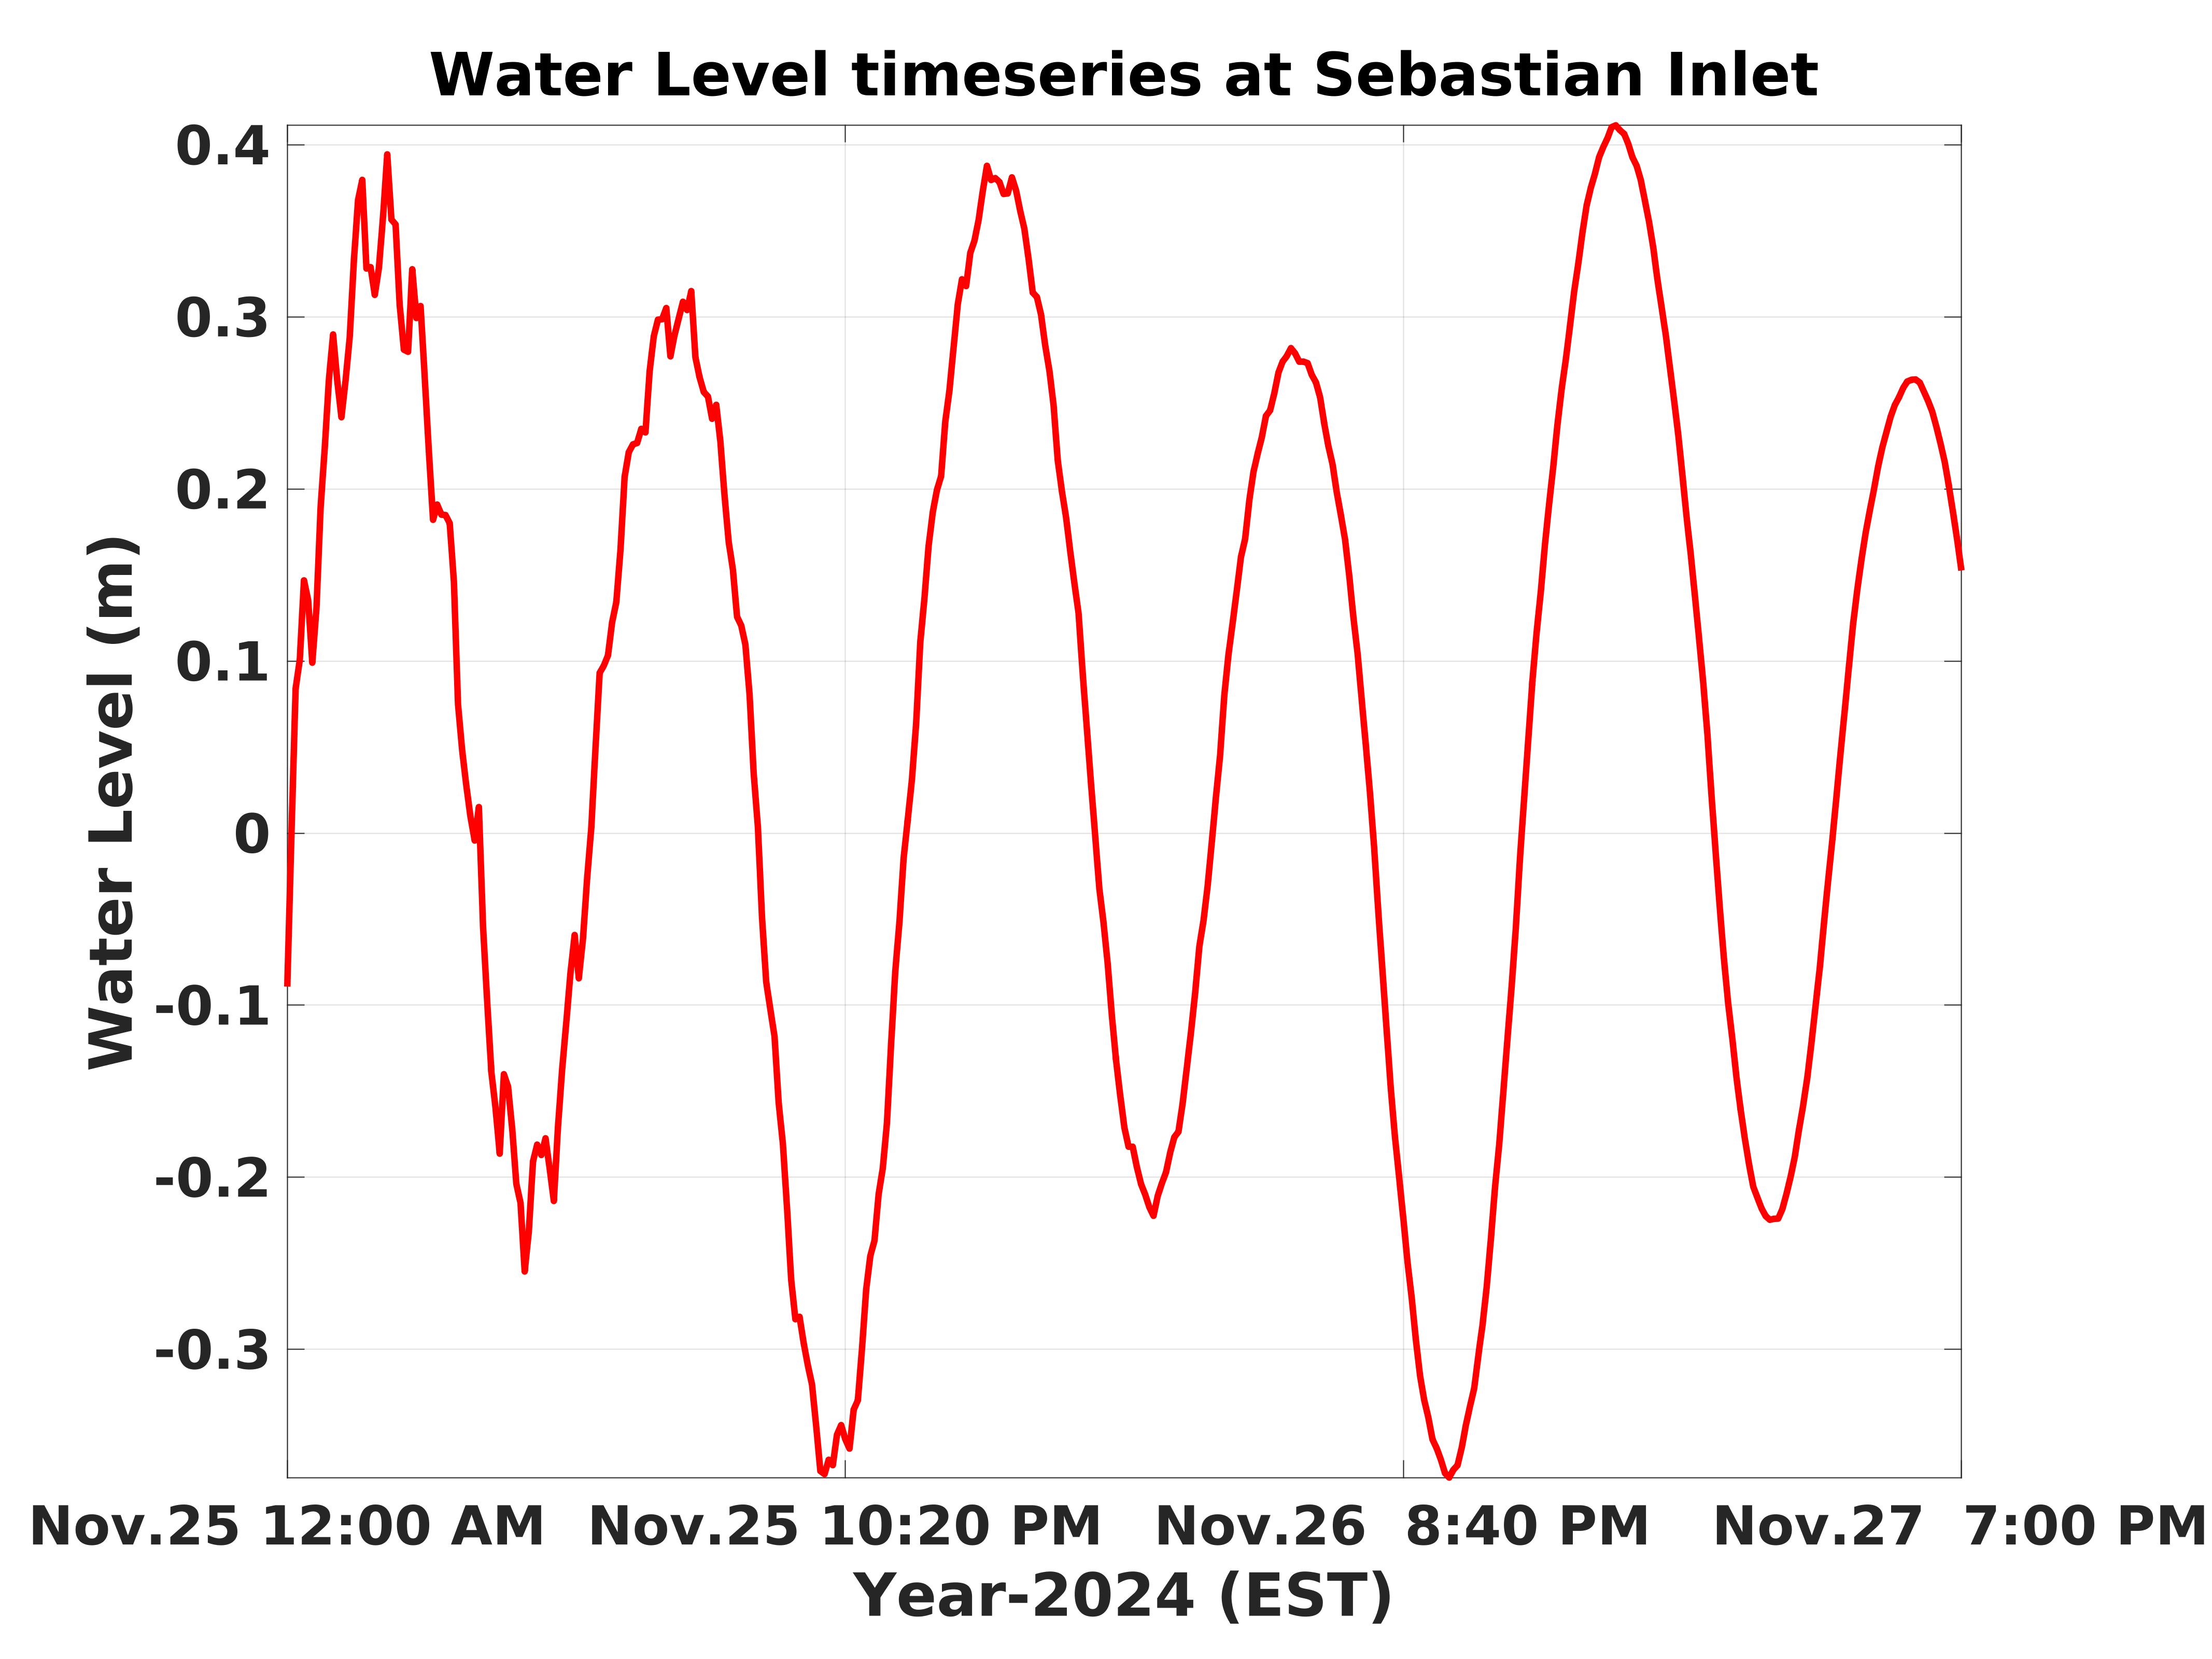 Water Level timeseries at Sebastian Inlet
Water Level (m)
0.4
0.3
0.2
0.1
0
-0.1
-0.2
-0.3
Nov.25 12:00 AM Nov.25 10:20 PM Nov.26 8:40 PM Nov.27 7:00 PM
Year-2024 (EST)